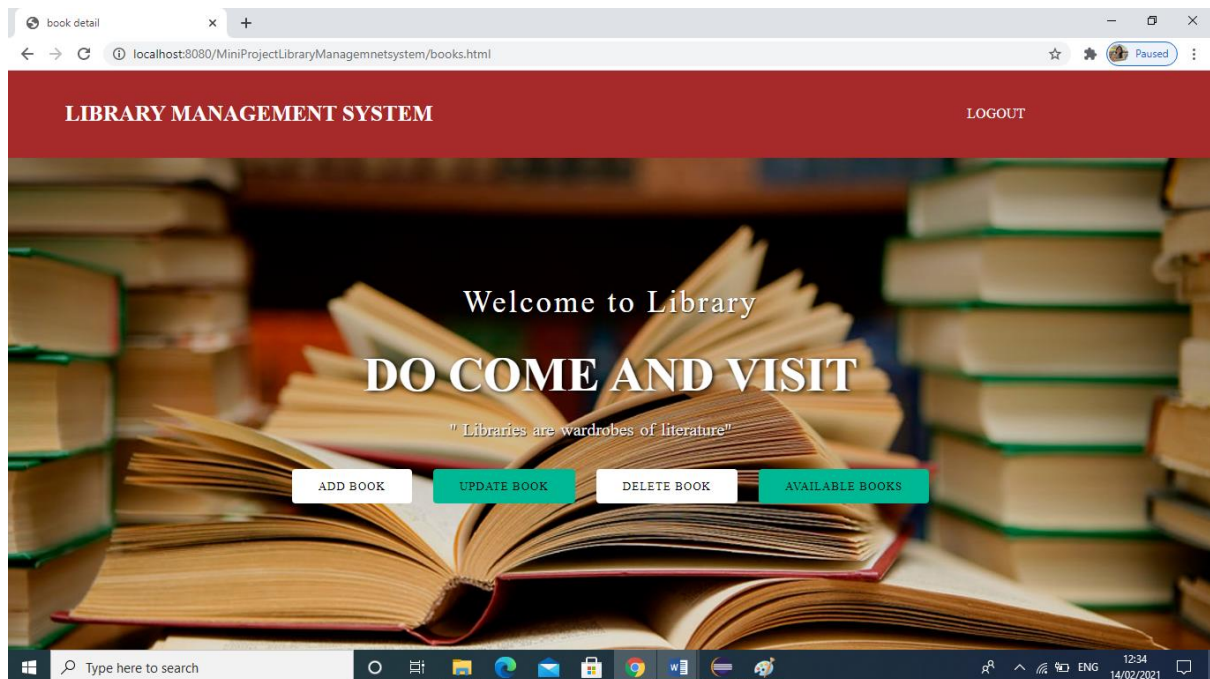 book detail
localhost:8080/MiniProjectLibraryManagemnetsystem/books.html
Paused
LIBRARY MANAGEMENT SYSTEM
LOGOUT
Welcome to Library
DO COME AND VISIT
" Libraries are wardrobes of literature"
ADD BOOK
UPDATE BOOK
DELETE BOOK
AVAILABLE BOOKS
Type here to search
ENG
12:34
14/02/2021